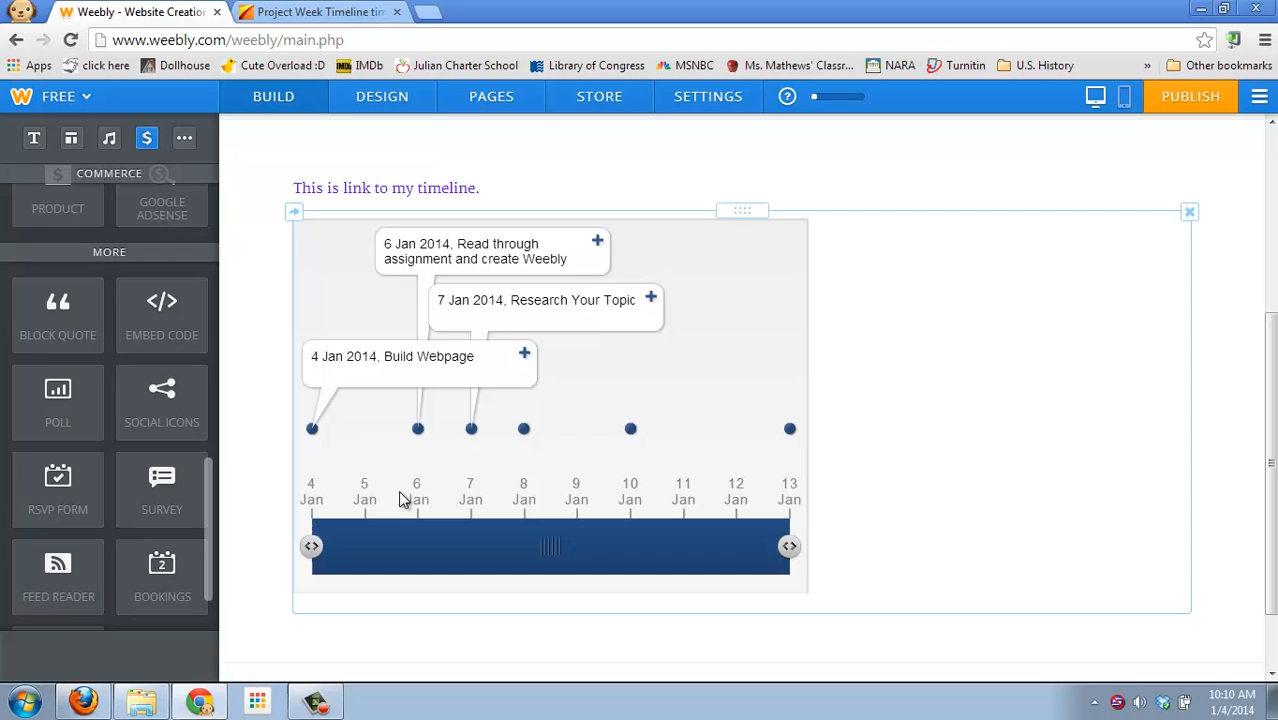 Weebly - Website Creation
Project Week Timeline tim
www.weebly.com/weebly/main.php
Apps
click here
Dollhouse
Cute Overload :D
IMDb
Julian Charter School
Library of Congress
MSNBC
Ms. Mathews' Classr...
NARA
Turnitin
U.S. History
»
Other bookmarks
FREE
BUILD
DESIGN
PAGES
STORE
SETTINGS
?
PUBLISH
T
$
COMMERCE
PRODUCT
GOOGLE
ADSENSE
MORE
BLOCK QUOTE
EMBED CODE
POLL
SOCIAL ICONS
RSVP FORM
SURVEY
FEED READER
2
BOOKINGS
This is link to my timeline.
6 Jan 2014, Read through
assignment and create Weebly
7 Jan 2014, Research Your Topic
4 Jan 2014, Build Webpage
4 5 6 7 8 9 10 11 12 13
Jan Jan Jan Jan Jan Jan Jan Jan Jan Jan
10:10 AM
1/4/2014